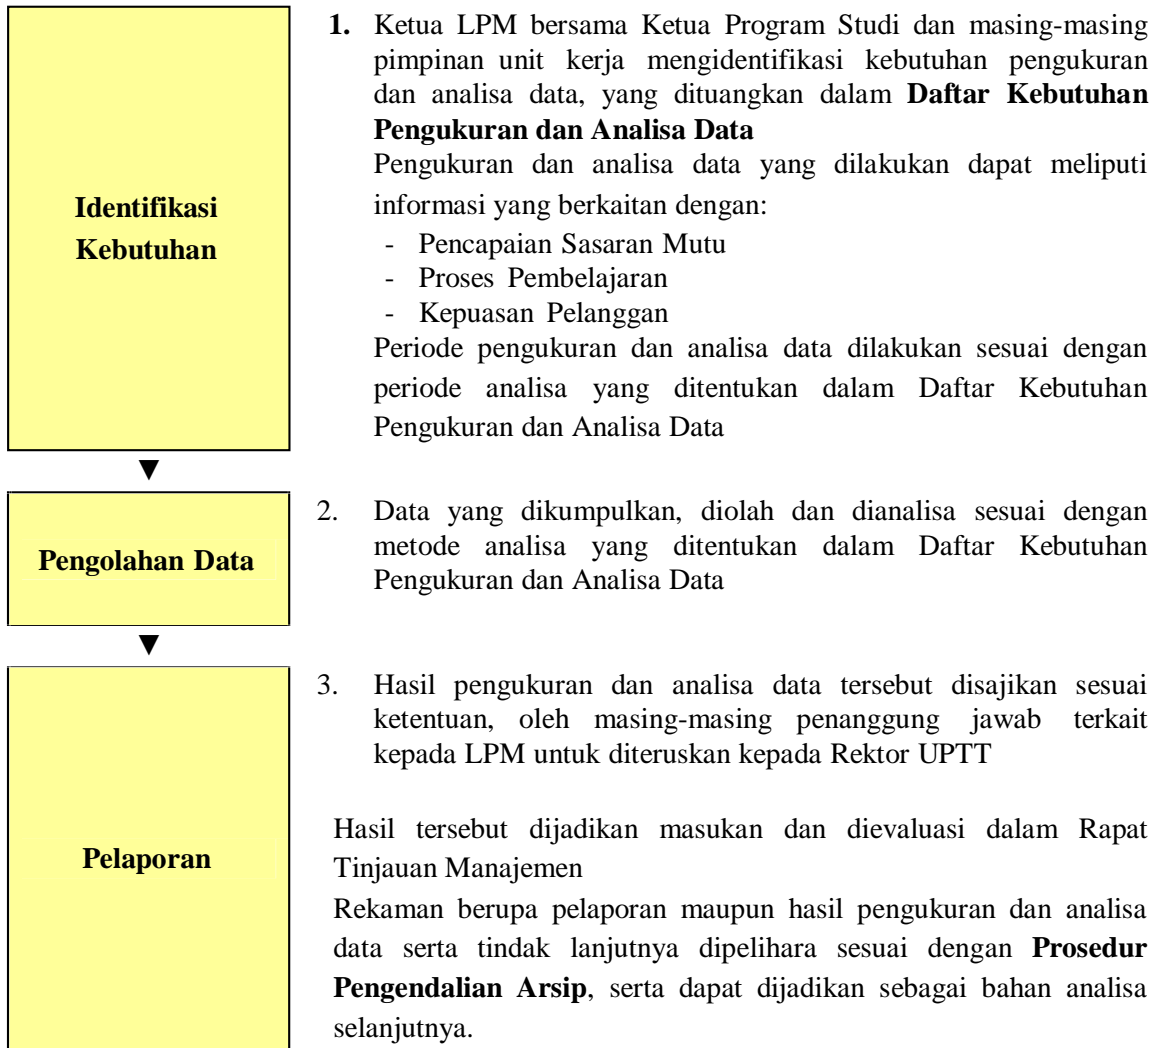 Identifikasi
Kebutuhan
1. Ketua LPM bersama Ketua Program Studi dan masing-masing
pimpinan unit kerja mengidentifikasi kebutuhan pengukuran
dan analisa data, yang dituangkan dalam Daftar Kebutuhan
Pengukuran dan Analisa Data
Pengukuran dan analisa data yang dilakukan dapat meliputi
informasi yang berkaitan dengan:
- Pencapaian Sasaran Mutu
- Proses Pembelajaran
- Kepuasan Pelanggan
Periode pengukuran dan analisa data dilakukan sesuai dengan
periode analisa yang ditentukan dalam Daftar Kebutuhan
Pengukuran dan Analisa Data
▼
Pengolahan Data
2. Data yang dikumpulkan, diolah dan dianalisa sesuai dengan
metode analisa yang ditentukan dalam Daftar Kebutuhan
Pengukuran dan Analisa Data
▼
Pelaporan
3. Hasil pengukuran dan analisa data tersebut disajikan sesuai
ketentuan, oleh masing-masing penanggung jawab terkait
kepada LPM untuk diteruskan kepada Rektor UPTT
Hasil tersebut dijadikan masukan dan dievaluasi dalam Rapat
Tinjauan Manajemen
Rekaman berupa pelaporan maupun hasil pengukuran dan analisa
data serta tindak lanjutnya dipelihara sesuai dengan Prosedur
Pengendalian Arsip, serta dapat dijadikan sebagai bahan analisa
selanjutnya.